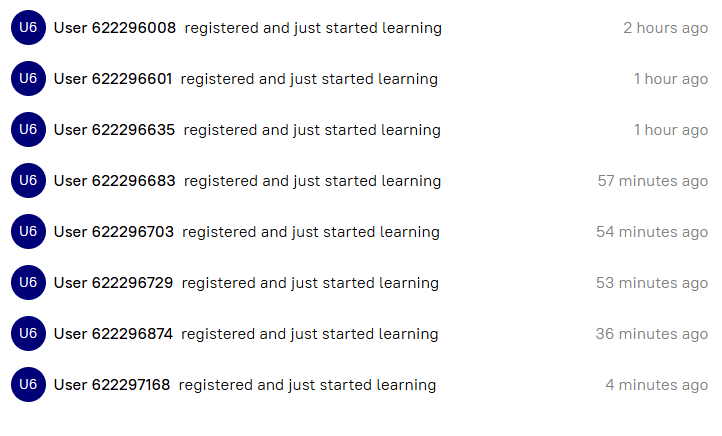 U6 User 622296008 registered and just started learning 2 hours ago
U6 User 622296601 registered and just started learning 1 hour ago
U6 User 622296635 registered and just started learning 1 hour ago
U6 User 622296683 registered and just started learning 57 minutes ago
U6 User 622296703 registered and just started learning 54 minutes ago
U6 User 622296729 registered and just started learning 53 minutes ago
U6 User 622296874 registered and just started learning 36 minutes ago
U6 User 622297168 registered and just started learning 4 minutes ago